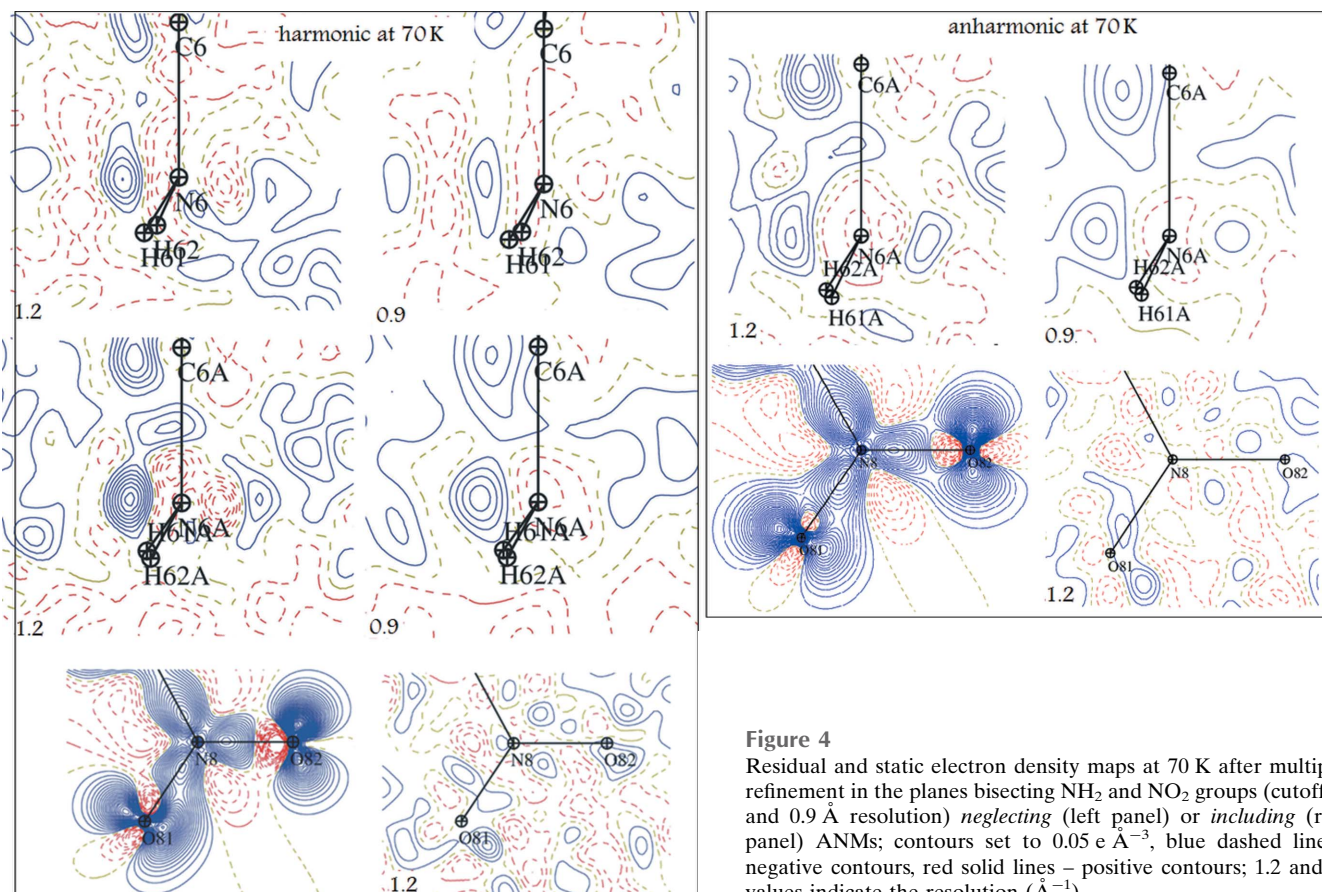 harmonic at 70 K
C6
N6
H62
H61
1.2
C6
N6
H62
H61
0.9
C6A
N6A
H62A
1.2
C6A
N6A
H62A
0.9
N8
O82
O81
N8
O82
O81
1.2
anharmonic at 70 K
C6A
N6A
H62A
H61A
1.2
C6A
N6A
H62A
H61A
0.9
N8
O82
O81
N8
O82
O81
1.2
Figure 4
Residual and static electron density maps at 70 K after multip
refinement in the planes bisecting NH₂ and NO₂ groups (cutoff
and 0.9 Å resolution) neglecting (left panel) or including (r
panel) ANMs; contours set to 0.05 e Å⁻³, blue dashed line
negative contours, red solid lines – positive contours; 1.2 and
values indicate the resolution (Å⁻¹)